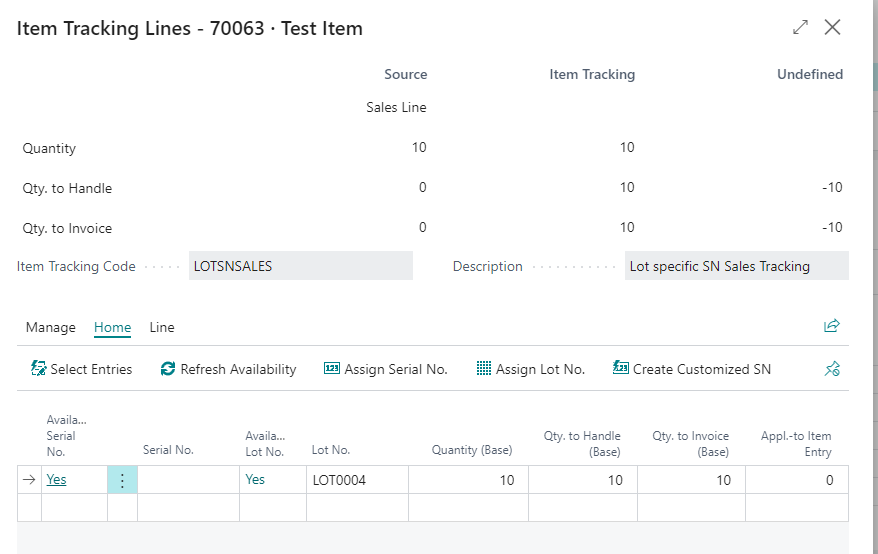 Item Tracking Lines - 70063 · Test Item
Source Item Tracking Undefined
Sales Line
Quantity 10 10
Qty. to Handle 0 10 -10
Qty. to Invoice 0 10 -10
Item Tracking Code LOTSNSALES Description Lot specific SN Sales Tracking
Manage Home Line
Select Entries Refresh Availability Assign Serial No. Assign Lot No. Create Customized SN
Availa...
Serial Availa... Qty. to Handle Qty. to Invoice Appl.-to Item
No. Serial No. Lot No. Lot No. Quantity (Base) (Base) (Base) Entry
Yes Yes LOT0004 10 10 10 0